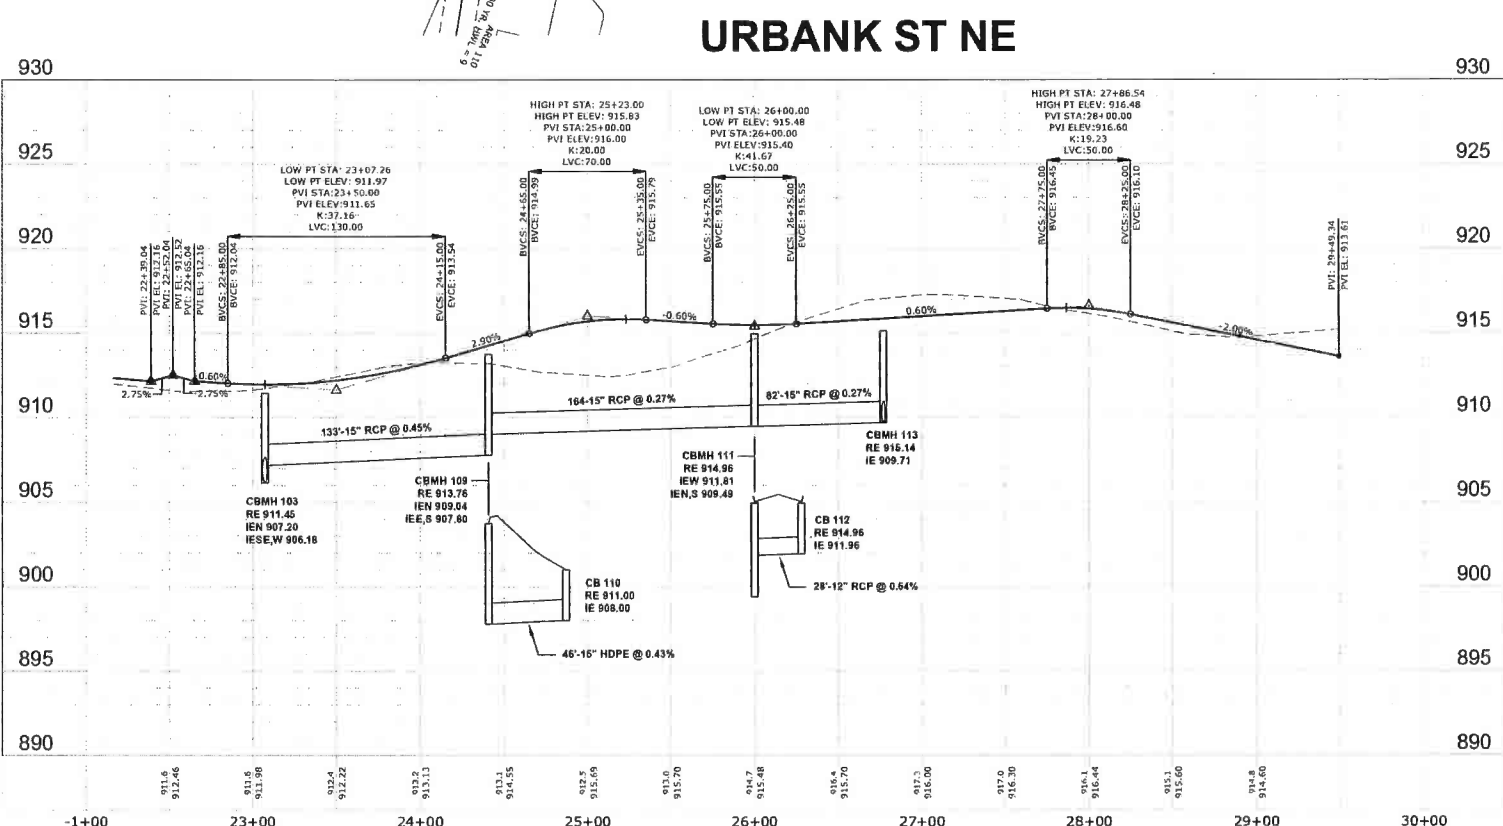 AREA 110
YR. HWL = 9
URBANK ST NE
930
930
925
925
920
920
915
915
910
910
905
905
900
900
895
895
890
890
LOW PT STA: 23+07.26
LOW PT ELEV: 911.97
PVI STA:23+50.00
PVI ELEV:911.65
K:37.16
LVC:130.00
HIGH PT STA: 25+23.00
HIGH PT ELEV: 915.83
PVI STA:25+00.00
PVI ELEV:916.00
K:20.00
LVC:70.00
LOW PT STA: 26+00.00
LOW PT ELEV: 915.48
PVI STA:26+00.00
PVI ELEV:915.40
K:41.67
LVC:50.00
HIGH PT STA: 27+86.54
HIGH PT ELEV: 916.48
PVI STA:28+00.00
PVI ELEV:916.60
K:19.23
LVC:50.00
PVI: 22+39.04
PVI EL: 912.16
PVI: 22+52.04
PVI EL: 912.52
PVI: 22+65.04
PVI EL: 912.16
BVCS: 22+85.00
BVCE: 912.04
EVCS: 24+15.00
EVCE: 913.54
BVCS: 24+65.00
BVCE: 914.99
EVCS: 25+35.00
EVCE: 915.79
BVCS: 25+75.00
BVCE: 915.55
EVCS: 26+25.00
EVCE: 915.55
BVCS: 27+75.00
BVCE: 916.45
EVCS: 28+25.00
EVCE: 916.10
PVI: 29+49.34
PVI EL: 913.61
2.75%
-2.75%
-0.60%
2.90%
-0.60%
0.60%
-2.00%
133'-15" RCP @ 0.45%
164-15" RCP @ 0.27%
82'-15" RCP @ 0.27%
CBMH 103
RE 911.45
IEN 907.20
IESE,W 906.18
CBMH 109
RE 913.76
IEN 909.04
IEE,S 907.80
CBMH 111
RE 914.96
IEW 911.81
IEN,S 909.49
CBMH 113
RE 915.14
IE 909.71
CB 110
RE 911.00
IE 908.00
46'-15" HDPE @ 0.43%
CB 112
RE 914.96
IE 911.96
28'-12" RCP @ 0.54%
911.6
912.46
911.6
911.98
912.4
912.22
913.2
913.13
913.1
914.55
912.5
915.69
913.0
915.70
914.7
915.48
916.4
915.70
917.3
916.00
917.0
916.30
916.1
916.44
915.1
915.60
914.8
914.60
-1+00
23+00
24+00
25+00
26+00
27+00
28+00
29+00
30+00